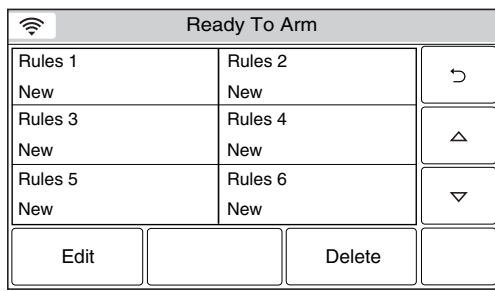 Ready To Arm
Rules 1
New
Rules 2
New
Rules 3
New
Rules 4
New
Rules 5
New
Rules 6
New
Edit
Delete